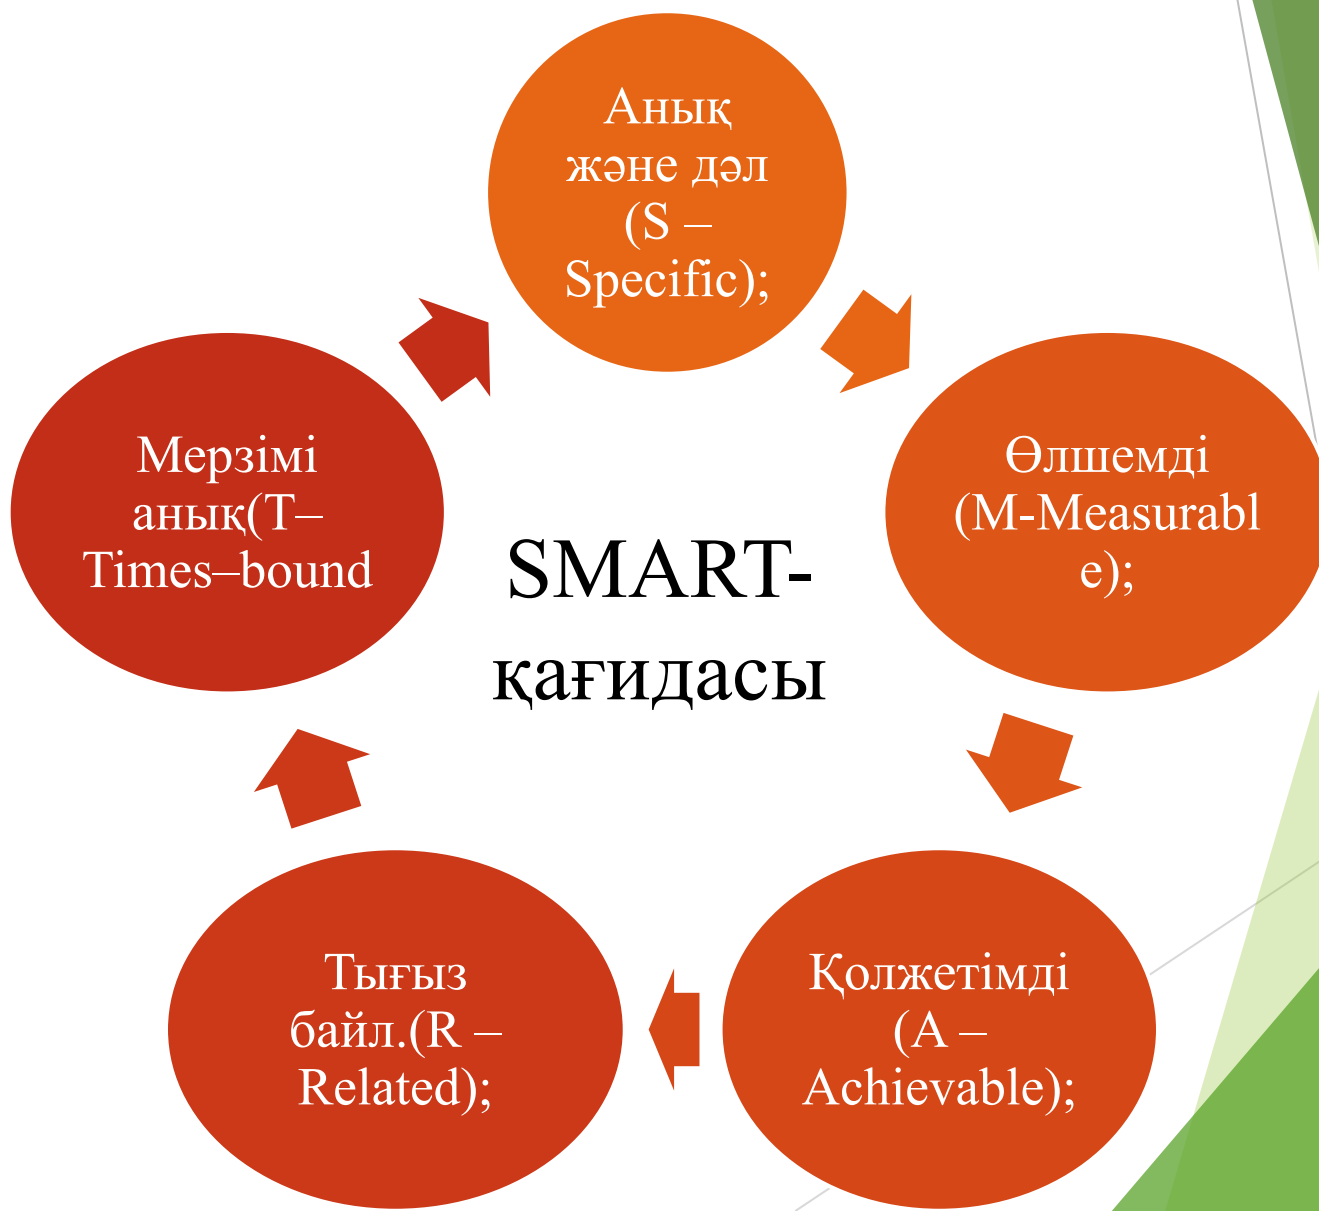 Анық
және дәл
(S –
Specific);
Өлшемді
(M-Measurabl
e);
Қолжетімді
(A –
Achievable);
Тығыз
байл.(R –
Related);
Мерзімі
анық(T–
Times–bound
SMART-
қағидасы